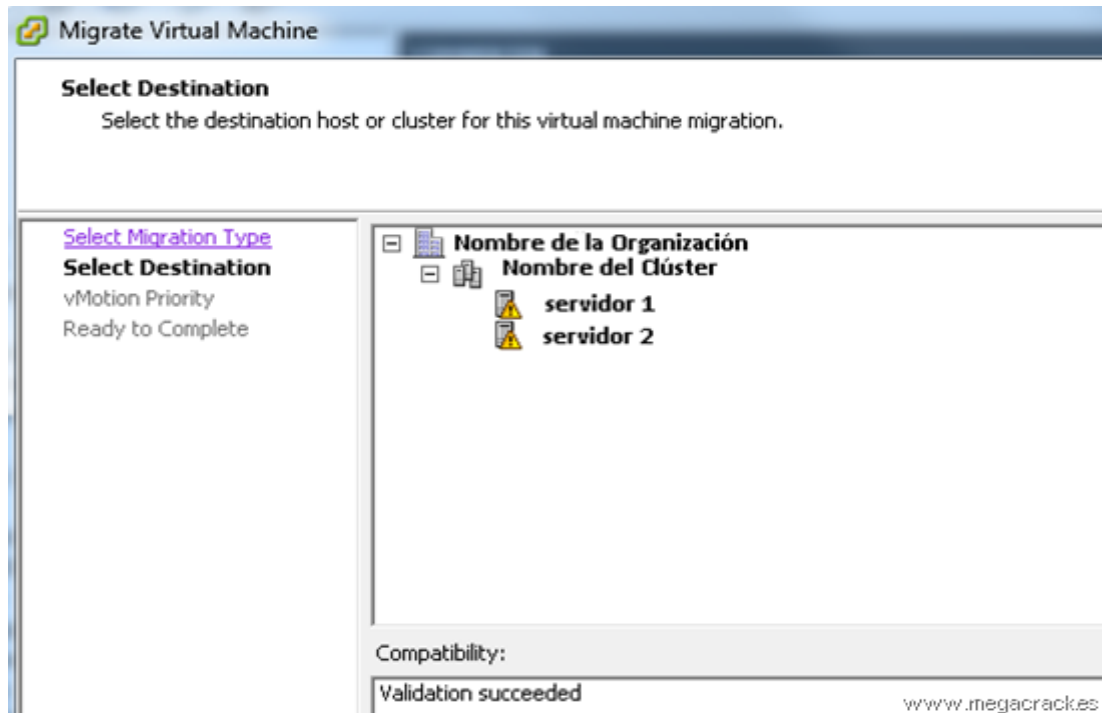 Migrate Virtual Machine
Select Destination
Select the destination host or cluster for this virtual machine migration.
Select Migration Type
Select Destination
vMotion Priority
Ready to Complete
Nombre de la Organización
Nombre del Clúster
servidor 1
servidor 2
Compatibility:
Validation succeeded
www.megacrack.es